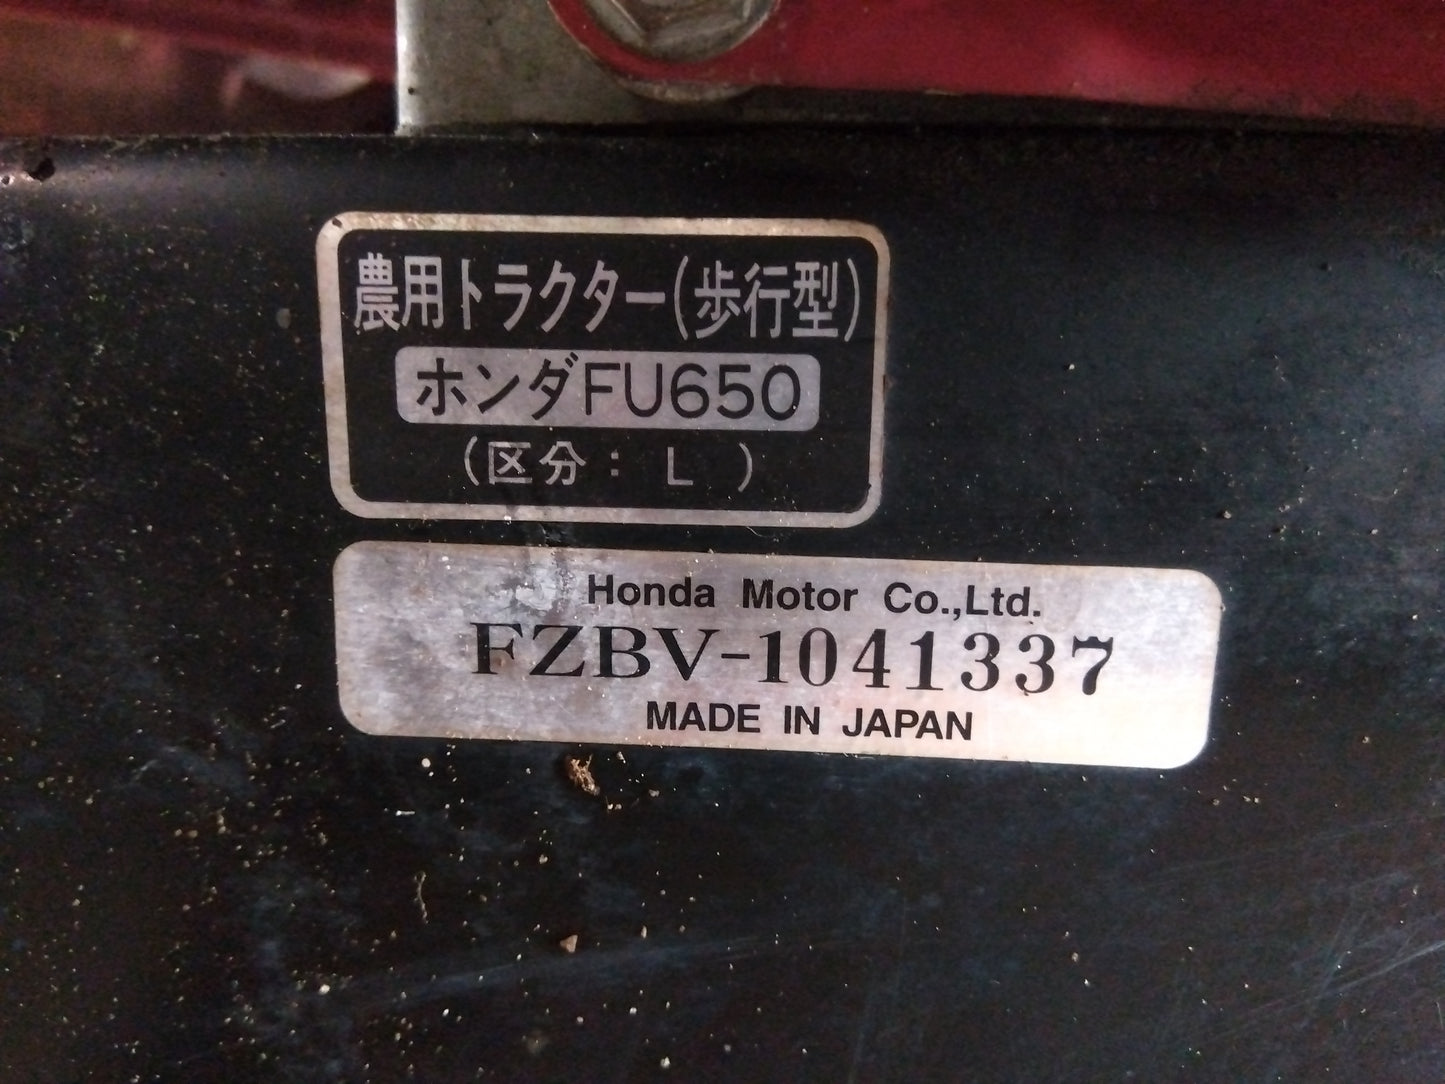 農用トラクター(歩行型)
ホンダFU650
(区分: L )
Honda Motor Co.,Ltd.
FZBV-1041337
MADE IN JAPAN